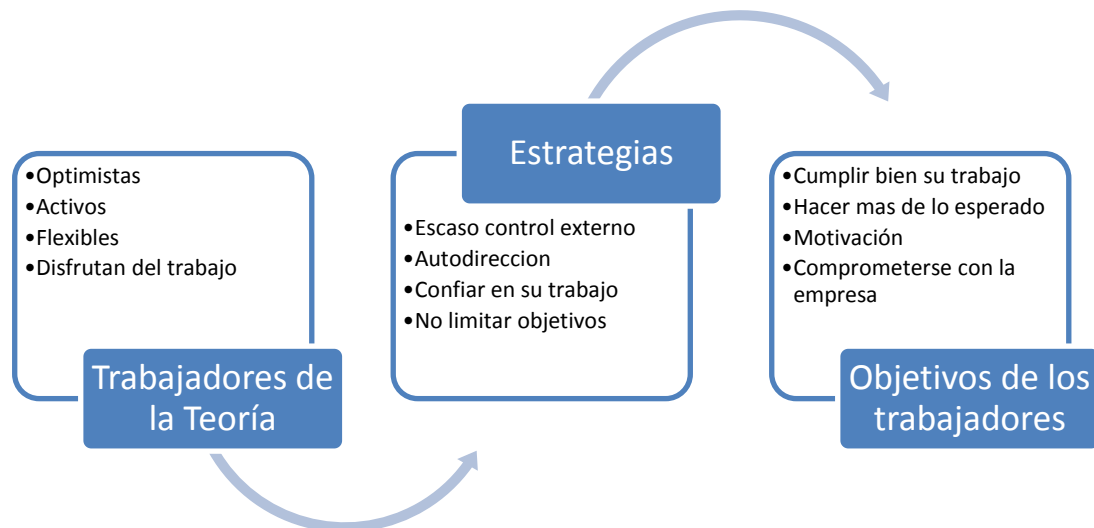 •Optimistas
•Activos
•Flexibles
•Disfrutan del trabajo
Trabajadores de
la Teoría
Estrategias
•Escaso control externo
•Autodireccion
•Confiar en su trabajo
•No limitar objetivos
•Cumplir bien su trabajo
•Hacer mas de lo esperado
•Motivación
•Comprometerse con la
empresa
Objetivos de los
trabajadores